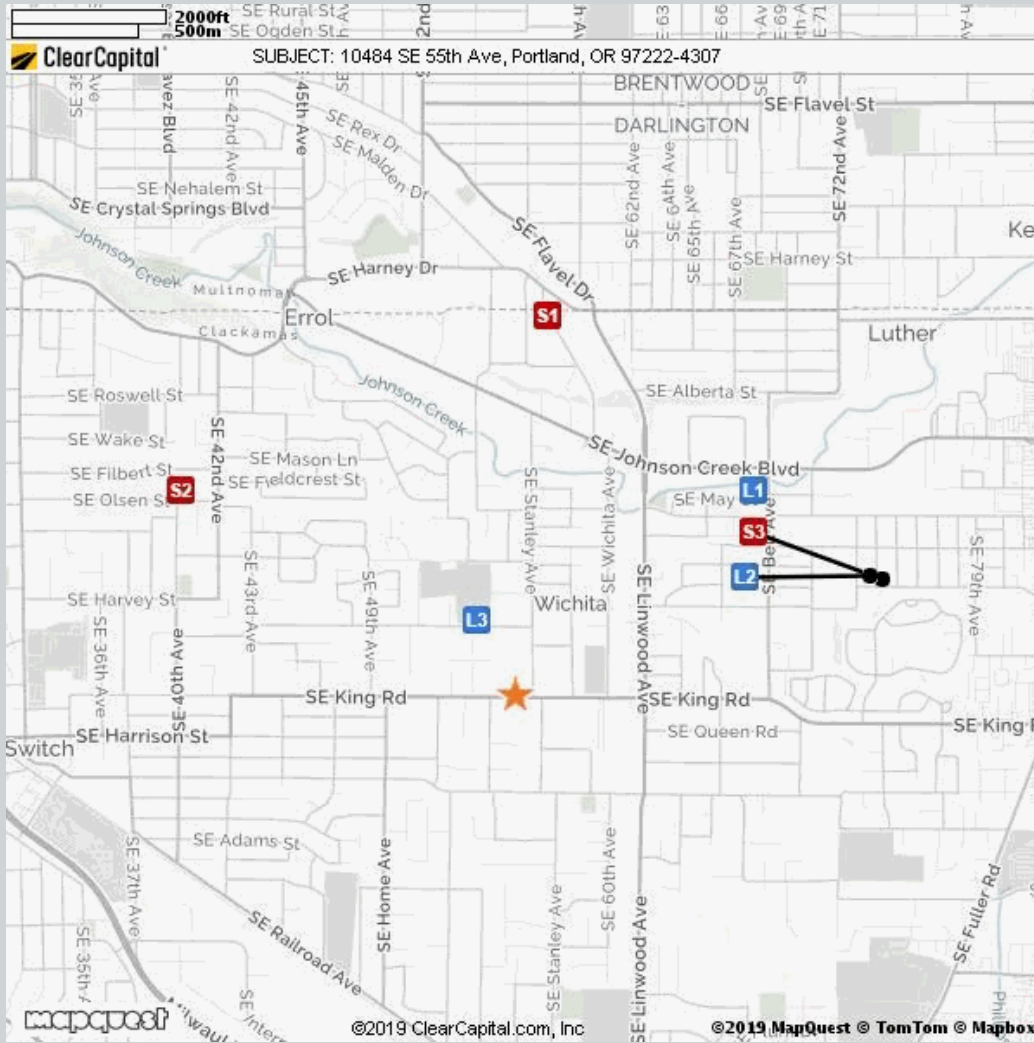 2000ft
500m
SE Rural St
SE Ogden St
ClearCapital
SUBJECT: 10484 SE 55th Ave, Portland, OR 97222-4307
BRENTWOOD
DARLINGTON
SE Flavel St
45th Ave
SE 42nd Ave
SE Rex Dr
SE Malden Dr
SE 62nd Ave
SE 64th Ave
SE 65th Ave
SE 67th Ave
SE 72nd Ave
SE Nehalem St
SE Crystal Springs Blvd
Johnson Creek
Multnomah
Clackamas
SE Harney Dr
SE Flavel Dr
SE Harney St
Errol
S1
Luther
SE Roswell St
Johnson Creek
SE Alberta St
SE Wake St
SE 42nd Ave
SE Mason Ln
SE Johnson Creek Blvd
SE Filbert St
SE Fieldcrest St
SE Olsen St
S2
SE May
L1
SE Stanley Ave
SE Wichita Ave
S3
L2
SE Bell Ave
SE 79th Ave
SE 43rd Ave
SE 49th Ave
SE Harvey St
L3
Wichita
SE Linwood Ave
SE 36th Ave
SE 40th Ave
SE King Rd
SE King Rd
SE King R
SE Queen Rd
SE Harrison St
Switch
SE Adams St
SE 37th Ave
SE Home Ave
SE Stanley Ave
SE 60th Ave
SE Linwood Ave
SE Fuller Rd
SE Railroad Ave
mapquest
©2019 ClearCapital.com, Inc
©2019 MapQuest © TomTom © Mapbox